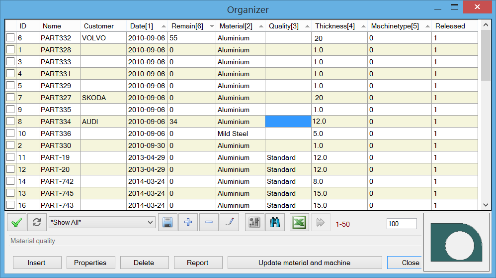 Organizer
ID Name Customer Date[1] Remain[6] Material[2] Quality[3] Thickness[4] Machinetype[5] Released
6 PART332 VOLVO 2010-09-06 55 Aluminium 20 0 1
1 PART328 2010-09-06 0 Aluminium 1.0 0 1
3 PART333 2010-09-06 0 Aluminium 1.0 0 1
4 PART331 2010-09-06 0 Aluminium 1.0 0 1
5 PART329 2010-09-06 0 Aluminium 1.0 0 1
7 PART327 SKODA 2010-09-06 0 Aluminium 20 0 1
9 PART335 2010-09-06 0 Aluminium 1.0 0 1
8 PART334 AUDI 2010-09-06 34 Aluminium 12.0 0 1
10 PART336 2010-09-06 0 Mild Steel 5.0 0 1
2 PART330 2010-09-30 0 Aluminium 1.0 0 1
11 PART-19 2013-04-29 0 Aluminium Standard 12.0 0 1
12 PART-20 2013-04-29 0 Aluminium Standard 12.0 0 1
14 PART-742 2014-03-24 0 Aluminium Standard 8.0 0 1
13 PART-745 2014-03-24 0 Aluminium Standard 15.0 0 1
16 PART-743 2014-03-24 0 Aluminium Standard 15.0 0 1
"Show All" 1-50 100
Material quality
Insert Properties Delete Report Update material and machine Close